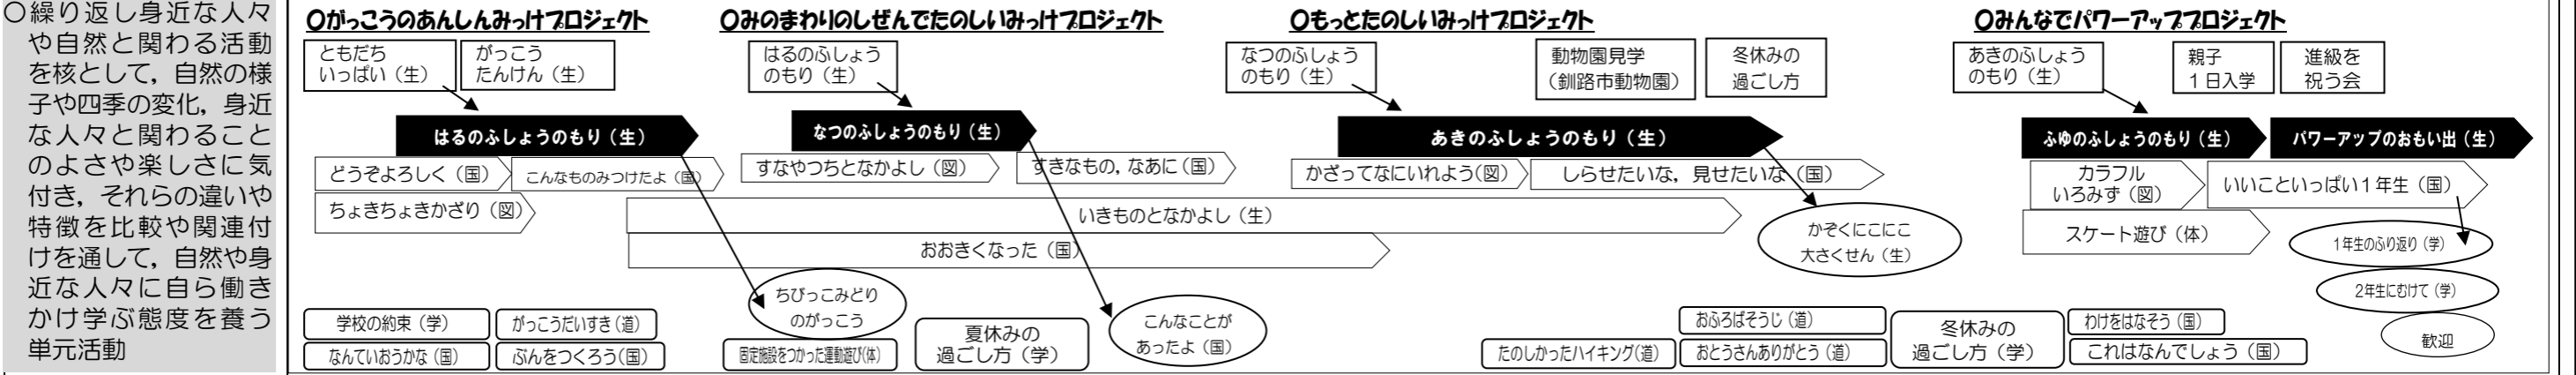 〇繰り返し身近な人々
や自然と関わる活動
を核として，自然の様
子や四季の変化，身近
な人々と関わること
のよさや楽しさに気
付き，それらの違いや
特徴を比較や関連付
けを通して，自然や身
近な人々に自ら働き
かけ学ぶ態度を養う
単元活動
〇がっこうのあんしんみっけプロジェクト
ともだち
いっぱい（生）
がっこう
たんけん（生）
はるのふしょうのもり（生）
どうぞよろしく（国）
こんなものみつけたよ（国）
ちょきちょきかざり（図）
学校の約束（学）
がっこうだいすき（道）
なんていおうかな（国）
ぶんをつくろう（国）
〇みのまわりのしぜんでたのしいみっけプロジェクト
はるのふしょう
のもり（生）
なつのふしょうのもり（生）
すなやつちとなかよし（図）
すきなもの，なあに（国）
いきものとなかよし（生）
おおきくなった（国）
ちびっこみどり
のがっこう
固定施設をつかった運動遊び（体）
夏休みの
過ごし方（学）
こんなことが
あったよ（国）
〇もっとたのしいみっけプロジェクト
なつのふしょう
のもり（生）
動物園見学
（釧路市動物園）
冬休みの
過ごし方
あきのふしょうのもり（生）
かざってなにいれよう（図）
しらせたいな，見せたいな（国）
かぞくにこにこ
大さくせん（生）
おふろばそうじ（道）
たのしかったハイキング（道）
おとうさんありがとう（道）
冬休みの
過ごし方（学）
〇みんなでパワーアッププロジェクト
あきのふしょう
のもり（生）
親子
１日入学
進級を
祝う会
ふゆのふしょうのもり（生）
パワーアップのおもい出（生）
カラフル
いろみず（図）
いいこといっぱい１年生（国）
スケート遊び（体）
１年生のふり返り（学）
２年生にむけて（学）
歓迎
わけをはなそう（国）
これはなんでしょう（国）